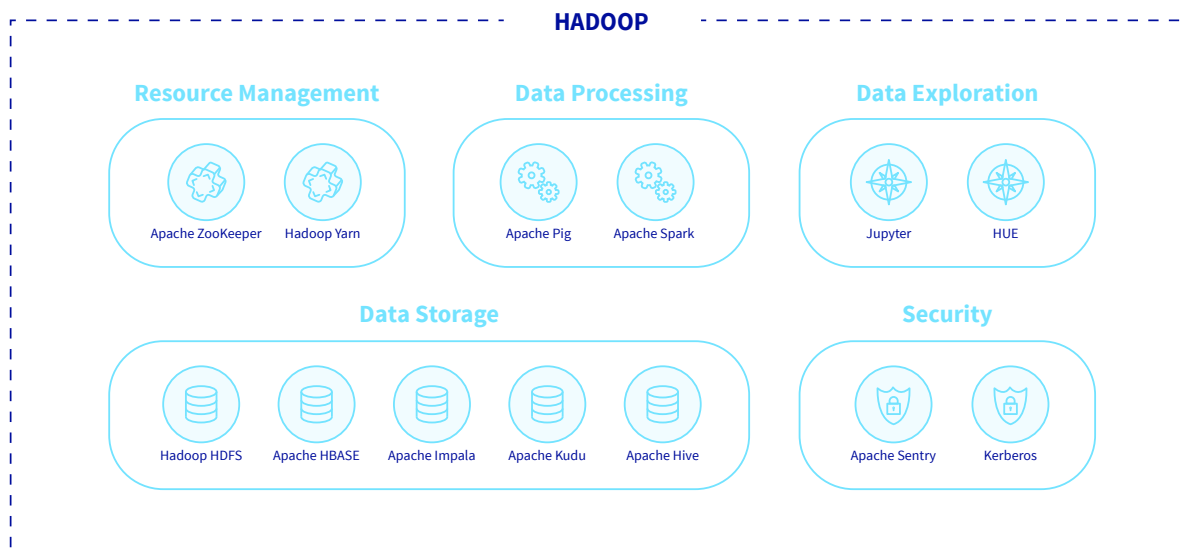 HADOOP
Resource Management
Apache ZooKeeper
Hadoop Yarn
Data Processing
Apache Pig
Apache Spark
Data Exploration
Jupyter
HUE
Data Storage
Hadoop HDFS
Apache HBASE
Apache Impala
Apache Kudu
Apache Hive
Security
Apache Sentry
Kerberos